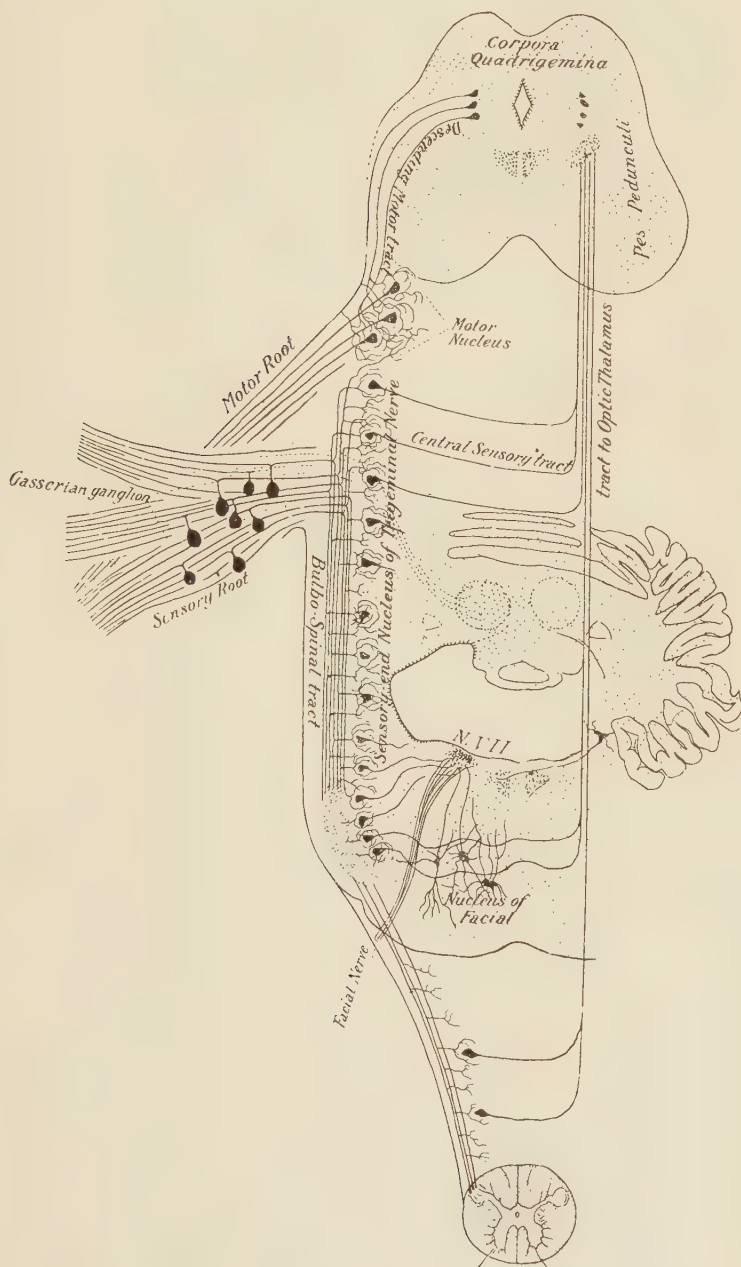 Corpora
Quadrigemina
Descending Motor tract
Pes Pedunculi
Motor
Nucleus
Motor Root
tract to Optic Thalamus
Central Sensory tract
Gasserian ganglion
Sensory Root
Bulbo-Spinal tract
Sensory end Nucleus of Trigeminal Nerve
N.VII
Nucleus of
Facial
Facial Nerve